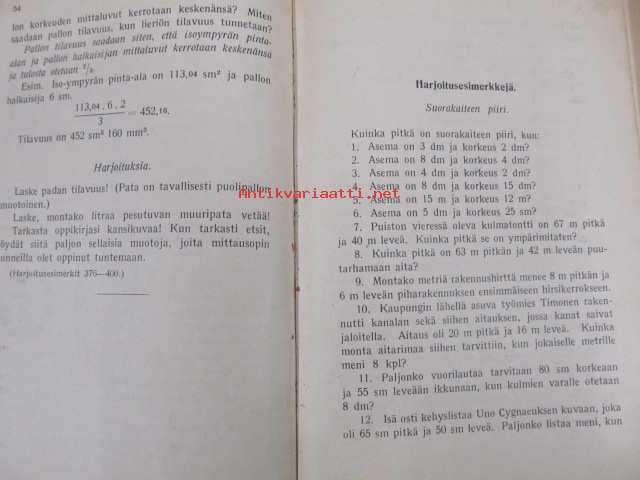 54
lon korkeuden mittaluvut kerrotaan keskenänsä? Miten
saadaan pallon tilavuus, kun lieriön tilavuus tunnetaan?
Pallon tilavuus saadaan siten, että isoympyrän pinta-
alan ja pallon halkaisijan mittaluvut kerrotaan keskenänsä
ja tulosta otetaan 2/3.
Esim. Iso-ympyrän pinta-ala on 113,04 sm² ja pallon
halkaisija 6 sm.
113,04 . 6 . 2
3
= 452,16.
Tilavuus on 452 sm³ 160 mm³.
Harjoituksia.
Laske padan tilavuus! (Pata on tavallisesti puolipallon
muotoinen.)
Laske, montako litraa pesutuvan muuripata vetää!
Tarkasta oppikirjasi kansikuvaa! Kun tarkasti etsit,
löydät siitä paljon sellaisia muotoja, joita mittausopin
tunneilla olet oppinut tuntemaan.
(Harjoitusesimerkit 376—400.)
Harjoitusesimerkkejä.
Suorakaiteen piiri.
Kuinka pitkä on suorakaiteen piiri, kun:
1. Asema on 3 dm ja korkeus 2 dm?
2. Asema on 8 dm ja korkeus 4 dm?
3. Asema on 4 dm ja korkeus 2 dm?
4. Asema on 8 dm ja korkeus 15 dm?
5. Asema on 15 m ja korkeus 12 m?
6. Asema on 5 dm ja korkeus 25 sm?
7. Puiston vieressä oleva kulmatontti on 67 m pitkä
ja 40 m leveä. Kuinka pitkä se on ympärimitaten?
8. Kuinka pitkä on 63 m pitkän ja 42 m leveän puu-
tarhamaan aita?
9. Montako metriä rakennushirttä menee 8 m pitkän ja
6 m leveän piharakennuksen ensimmäiseen hirsikerrokseen.
10. Kaupungin lähellä asuva työmies Timonen raken-
nutti kanalan sekä siihen aitauksen, jossa kanat saivat
jaloitella. Aitaus oli 20 m pitkä ja 16 m leveä. Kuinka
monta aitarimaa siihen tarvittiin, kun jokaiselle metrille
meni 8 kpl?
11. Paljonko vuorilautaa tarvitaan 80 sm korkeaan
ja 55 sm leveään ikkunaan, kun kulmien varalle otetaan
8 dm?
12. Isä osti kehyslistaa Uno Cygnaeuksen kuvaan, joka
oli 65 sm pitkä ja 50 sm leveä. Paljonko listaa meni, kun
Antikvariaatti.net